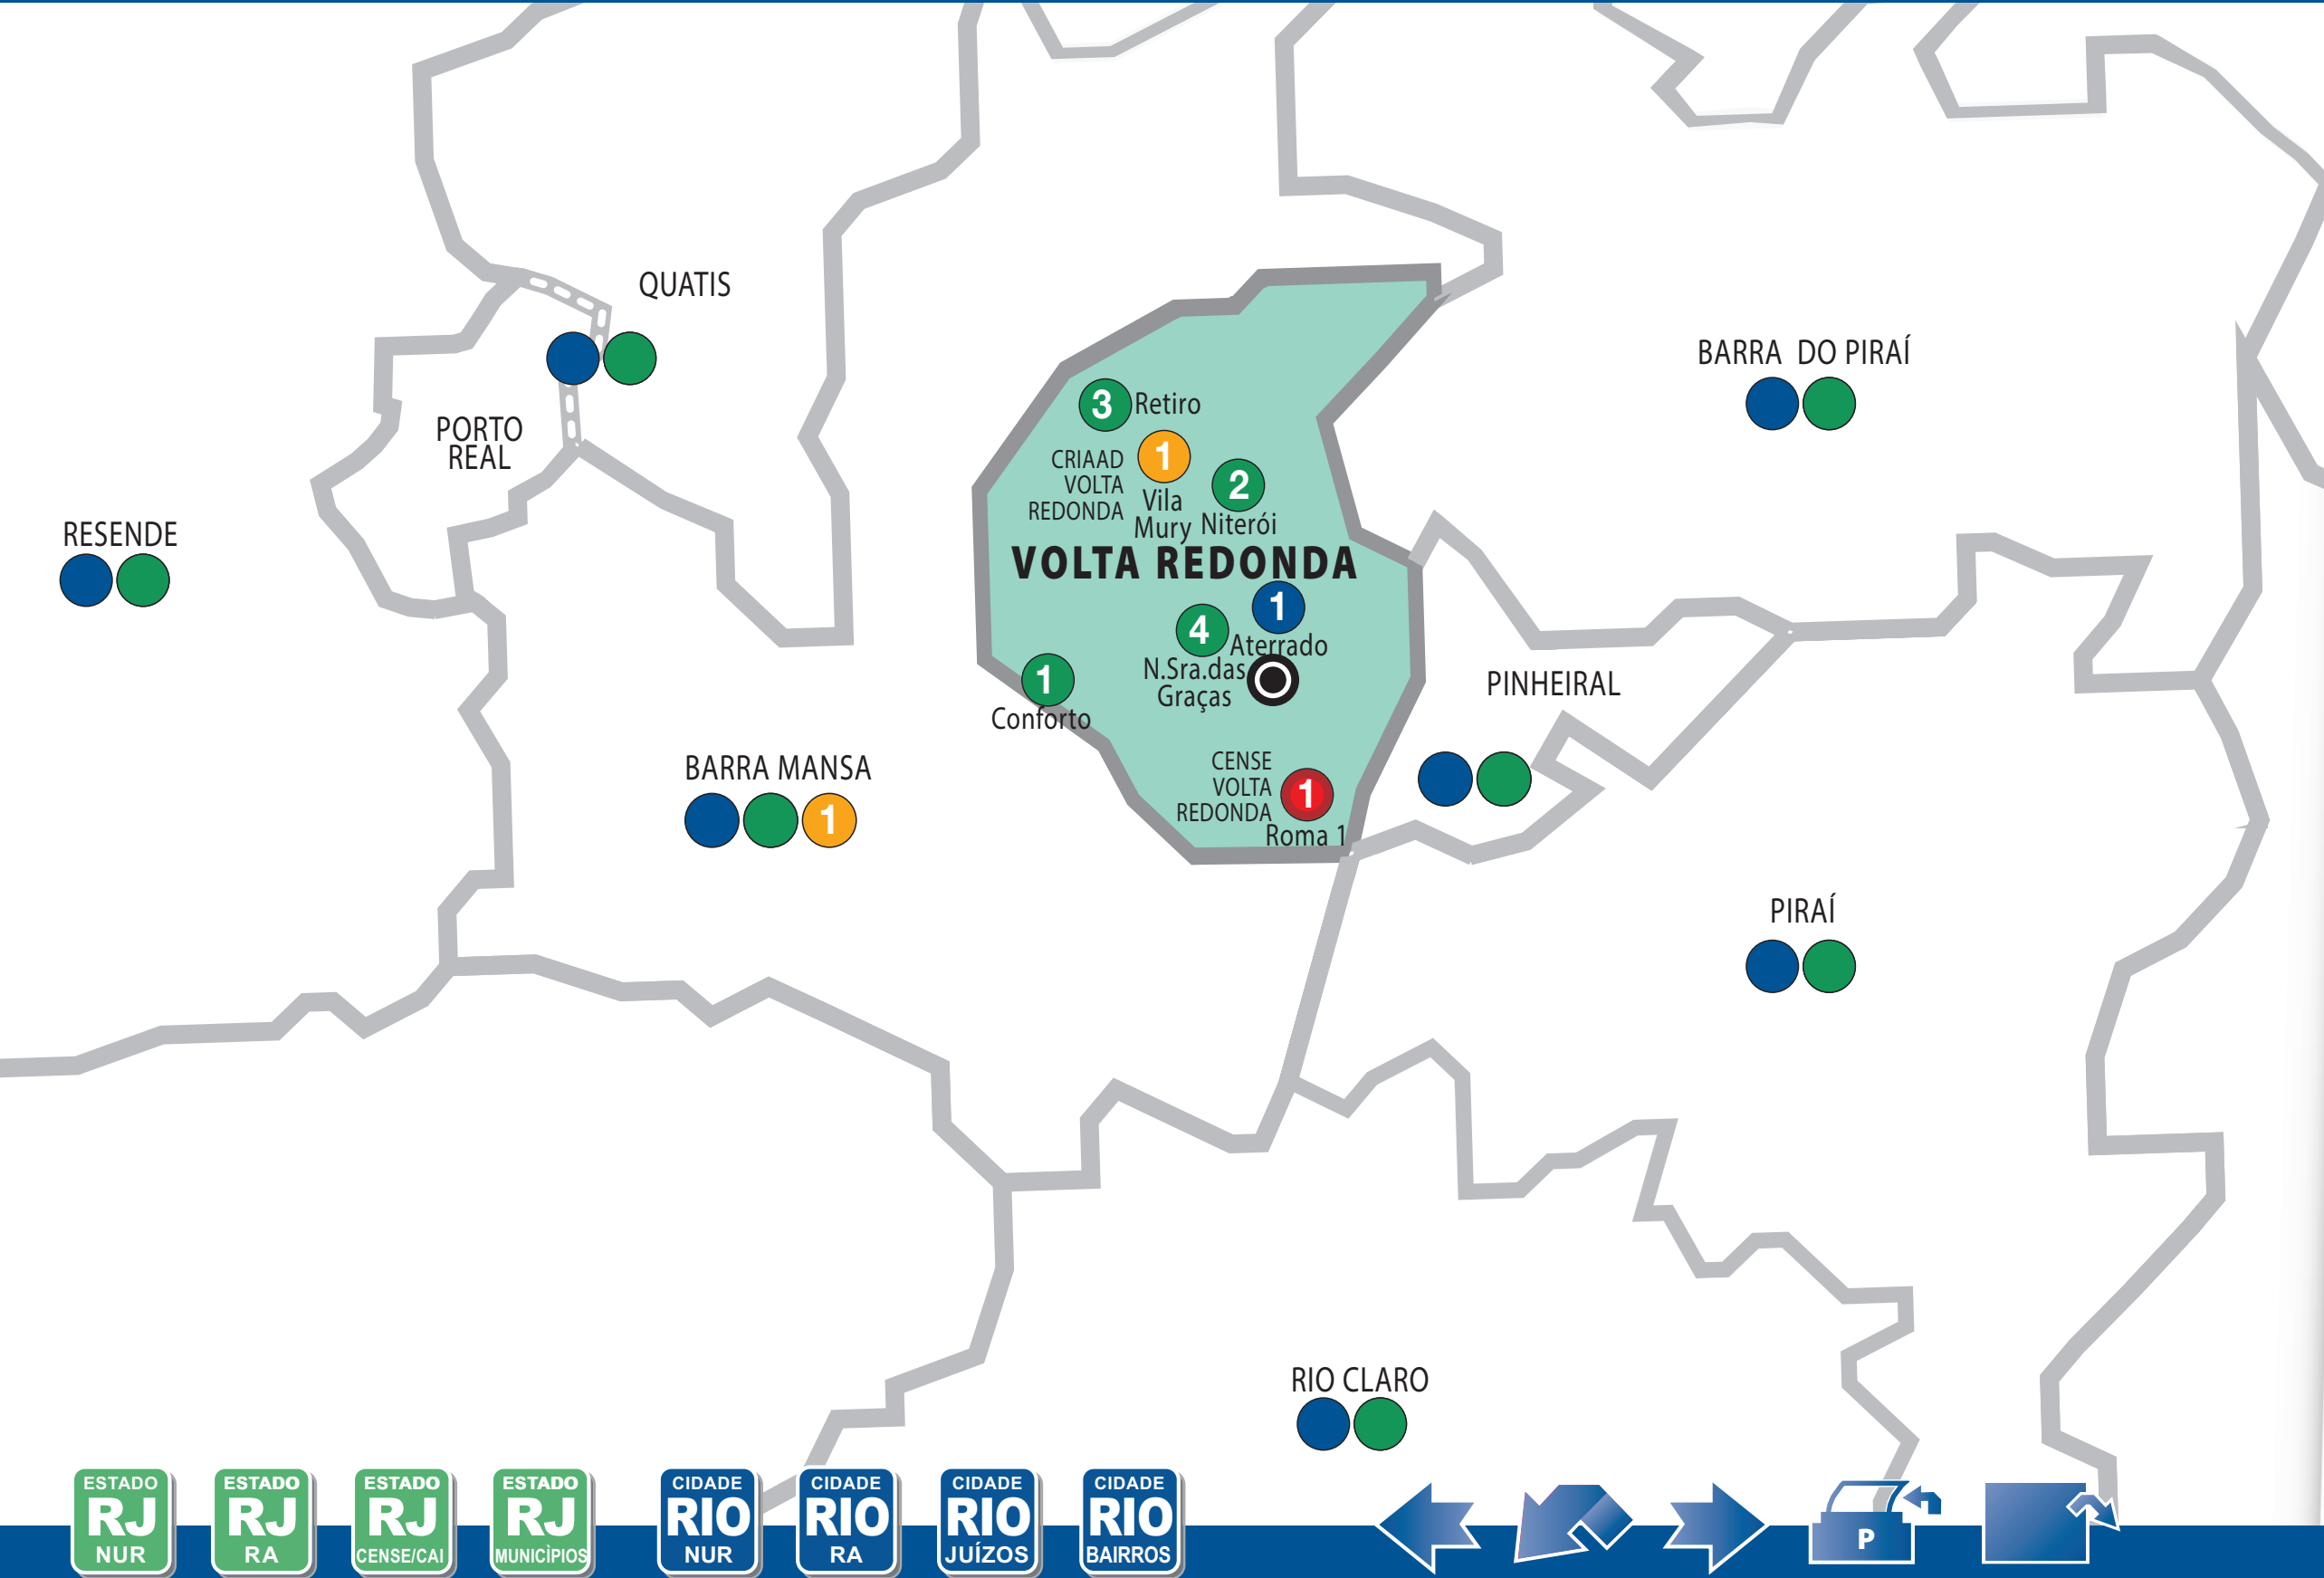 QUATIS
BARRA DO PIRAÍ
3 Retiro
PORTO
REAL
CRIAAD
VOLTA
REDONDA
1
Vila
Mury
2
Niterói
RESENDE
VOLTA REDONDA
1
Aterrado
4
N.Sra.das
Graças
1
Conforto
PINHEIRAL
BARRA MANSA
1
CENSE
VOLTA
REDONDA
1
Roma 1
PIRAÍ
RIO CLARO
ESTADO
RJ
NUR
ESTADO
RJ
RA
ESTADO
RJ
CENSE/CAI
ESTADO
RJ
MUNICÌPIOS
CIDADE
RIO
NUR
CIDADE
RIO
RA
CIDADE
RIO
JUÍZOS
CIDADE
RIO
BAIRROS
P